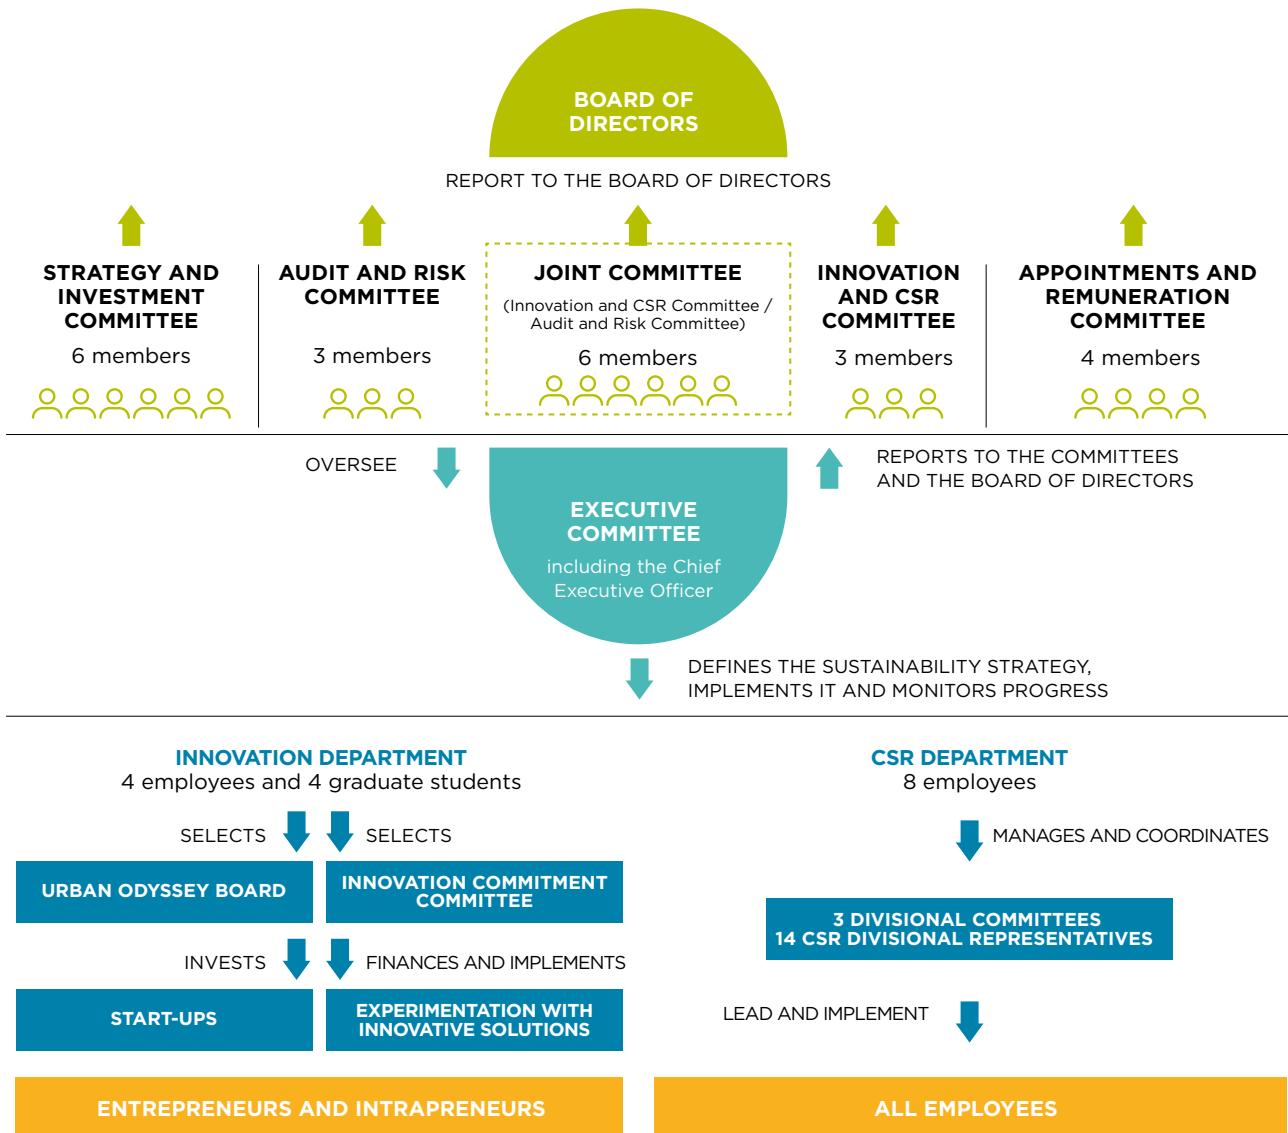 BOARD OF
DIRECTORS
REPORT TO THE BOARD OF DIRECTORS
STRATEGY AND
INVESTMENT
COMMITTEE
6 members
AUDIT AND RISK
COMMITTEE
3 members
JOINT COMMITTEE
(Innovation and CSR Committee /
Audit and Risk Committee)
6 members
INNOVATION
AND CSR
COMMITTEE
3 members
APPOINTMENTS AND
REMUNERATION
COMMITTEE
4 members
OVERSEE
EXECUTIVE
COMMITTEE
including the Chief
Executive Officer
REPORTS TO THE COMMITTEES
AND THE BOARD OF DIRECTORS
DEFINES THE SUSTAINABILITY STRATEGY,
IMPLEMENTS IT AND MONITORS PROGRESS
INNOVATION DEPARTMENT
4 employees and 4 graduate students
SELECTS
SELECTS
URBAN ODYSSEY BOARD
INNOVATION COMMITMENT
COMMITTEE
INVESTS
FINANCES AND IMPLEMENTS
START-UPS
EXPERIMENTATION WITH
INNOVATIVE SOLUTIONS
ENTREPRENEURS AND INTRAPRENEURS
CSR DEPARTMENT
8 employees
MANAGES AND COORDINATES
3 DIVISIONAL COMMITTEES
14 CSR DIVISIONAL REPRESENTATIVES
LEAD AND IMPLEMENT
ALL EMPLOYEES